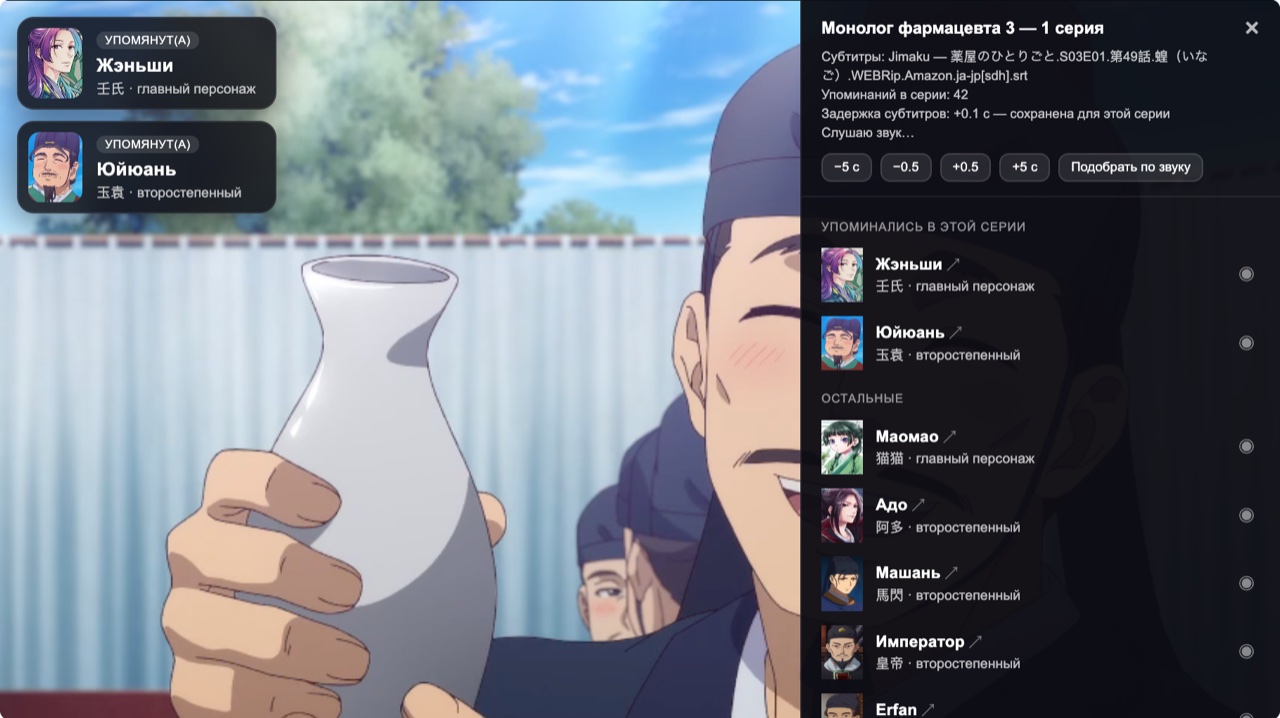 УПОМЯНУТ(А)
Жэньши
壬氏 · главный персонаж
УПОМЯНУТ(А)
Юйюань
玉袁 · второстепенный
Монолог фармацевта 3 — 1 серия
Субтитры: Jimaku — 薬屋のひとりごと.S03E01.第49話.蝗（いな
ご）.WEBRip.Amazon.ja-jp[sdh].srt
Упоминаний в серии: 42
Задержка субтитров: +0.1 с — сохранена для этой серии
Слушаю звук…
−5 с
−0.5
+0.5
+5 с
Подобрать по звуку
УПОМИНАЛИСЬ В ЭТОЙ СЕРИИ
Жэньши ↗
壬氏 · главный персонаж
Юйюань ↗
玉袁 · второстепенный
ОСТАЛЬНЫЕ
Маомао ↗
猫猫 · главный персонаж
Адо ↗
阿多 · второстепенный
Машань ↗
馬閃 · второстепенный
Император ↗
皇帝 · второстепенный
Erfan ↗